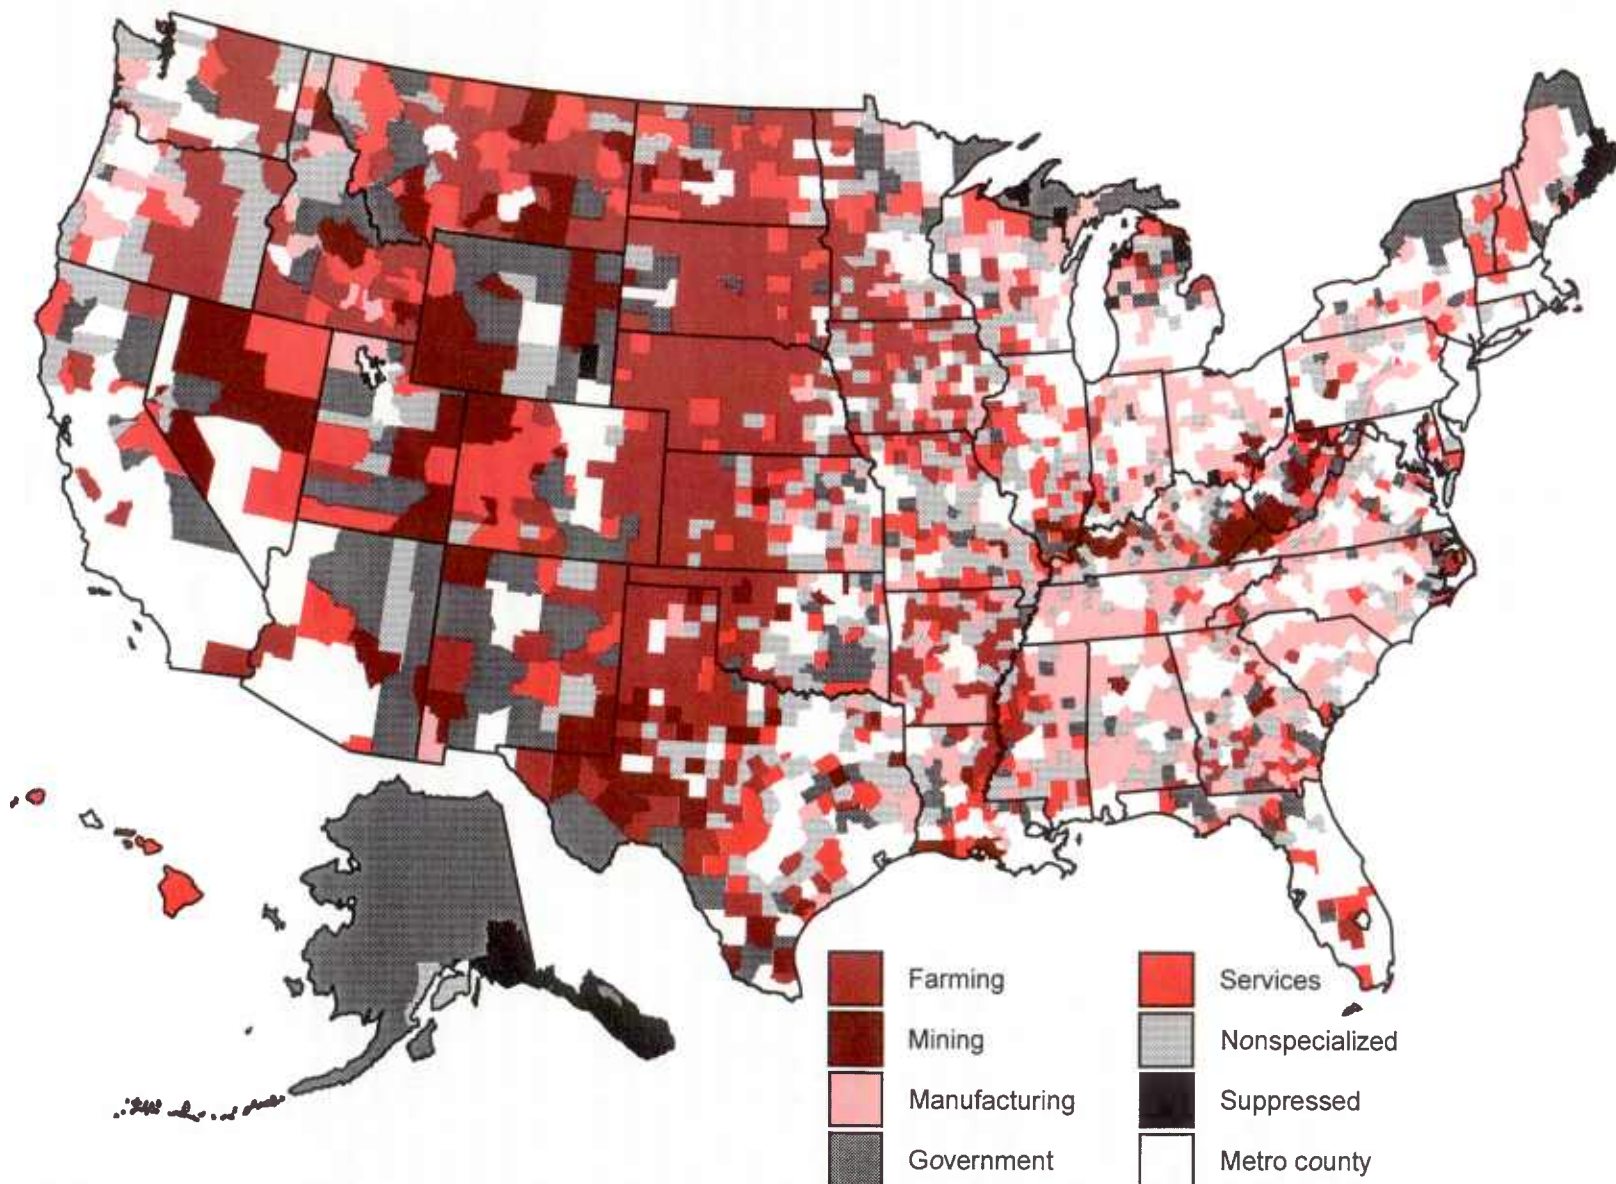 Farming
Mining
Manufacturing
Government
Services
Nonspecialized
Suppressed
Metro county